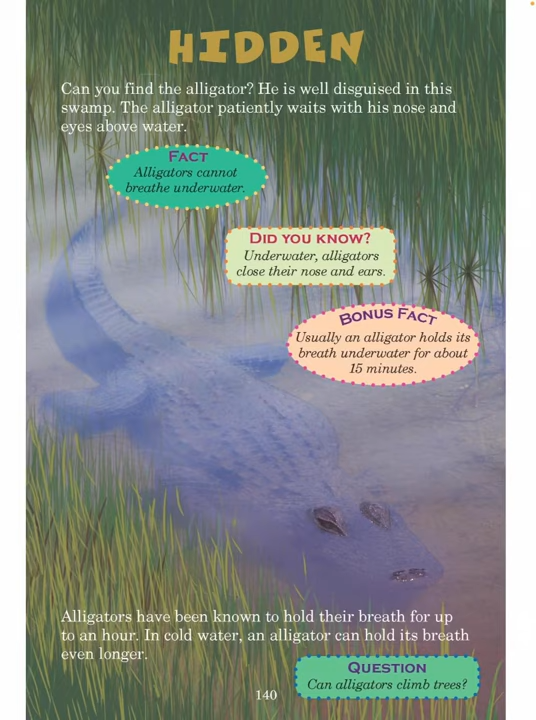 HIDDEN
Can you find the alligator? He is well disguised in this
swamp. The alligator patiently waits with his nose and
eyes above water.
FACT
Alligators cannot
breathe underwater.
DID YOU KNOW?
Underwater, alligators
close their nose and ears.
BONUS FACT
Usually an alligator holds its
breath underwater for about
15 minutes.
Alligators have been known to hold their breath for up
to an hour. In cold water, an alligator can hold its breath
even longer.
QUESTION
Can alligators climb trees?
140